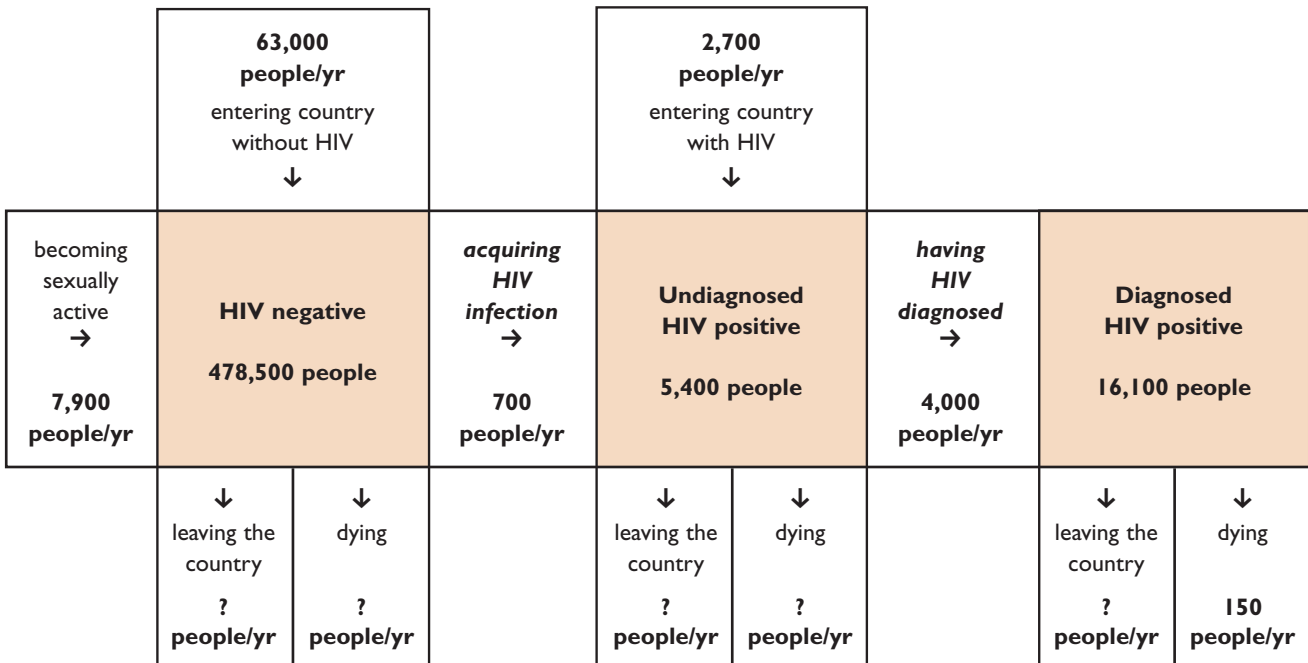 63,000
people/yr
entering country
without HIV
↓
2,700
people/yr
entering country
with HIV
↓
becoming
sexually
active
→
7,900
people/yr
HIV negative
478,500 people
acquiring
HIV
infection
→
700
people/yr
Undiagnosed
HIV positive
5,400 people
having
HIV
diagnosed
→
4,000
people/yr
Diagnosed
HIV positive
16,100 people
↓
leaving the
country
?
people/yr
↓
dying
?
people/yr
↓
leaving the
country
?
people/yr
↓
dying
?
people/yr
↓
leaving the
country
?
people/yr
↓
dying
150
people/yr